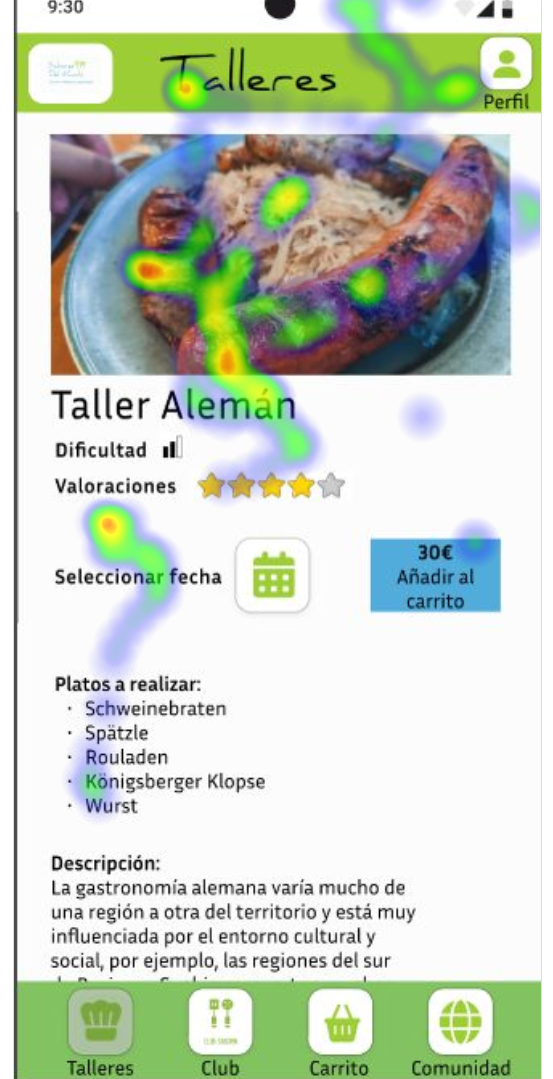 9:30
Talleres
Perfil
Taller Alemán
Dificultad
Valoraciones
Seleccionar fecha
30€
Añadir al
carrito
Platos a realizar:
· Schweinebraten
· Spätzle
· Rouladen
· Königsberger Klopse
· Wurst
Descripción:
La gastronomía alemana varía mucho de
una región a otra del territorio y está muy
influenciada por el entorno cultural y
social, por ejemplo, las regiones del sur
Talleres
Club
Carrito
Comunidad